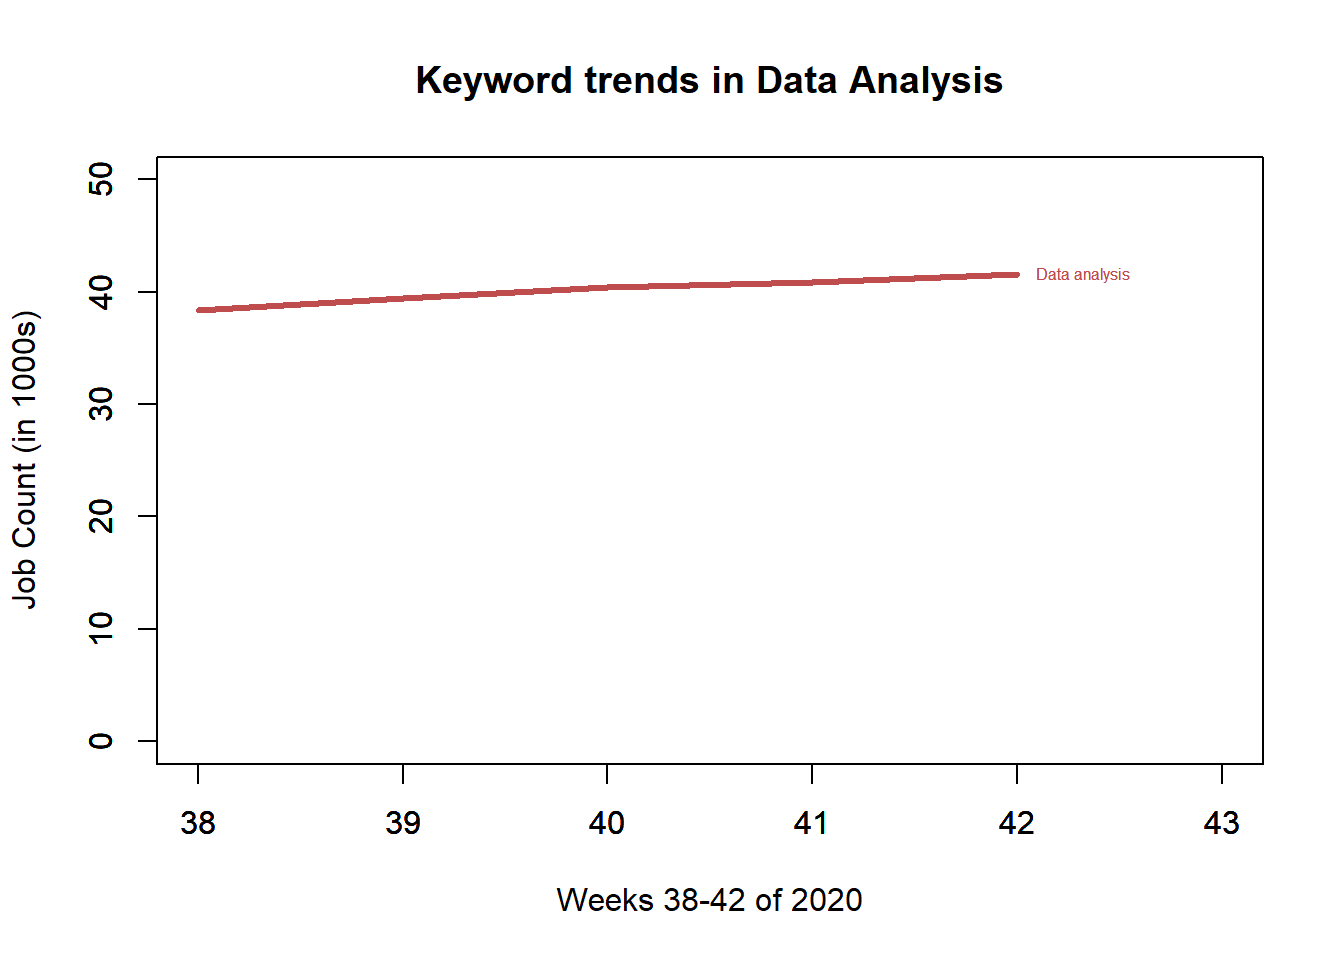 Keyword trends in Data Analysis
50
40
30
20
10
0
Job Count (in 1000s)
Data analysis
38 39 40 41 42 43
Weeks 38-42 of 2020